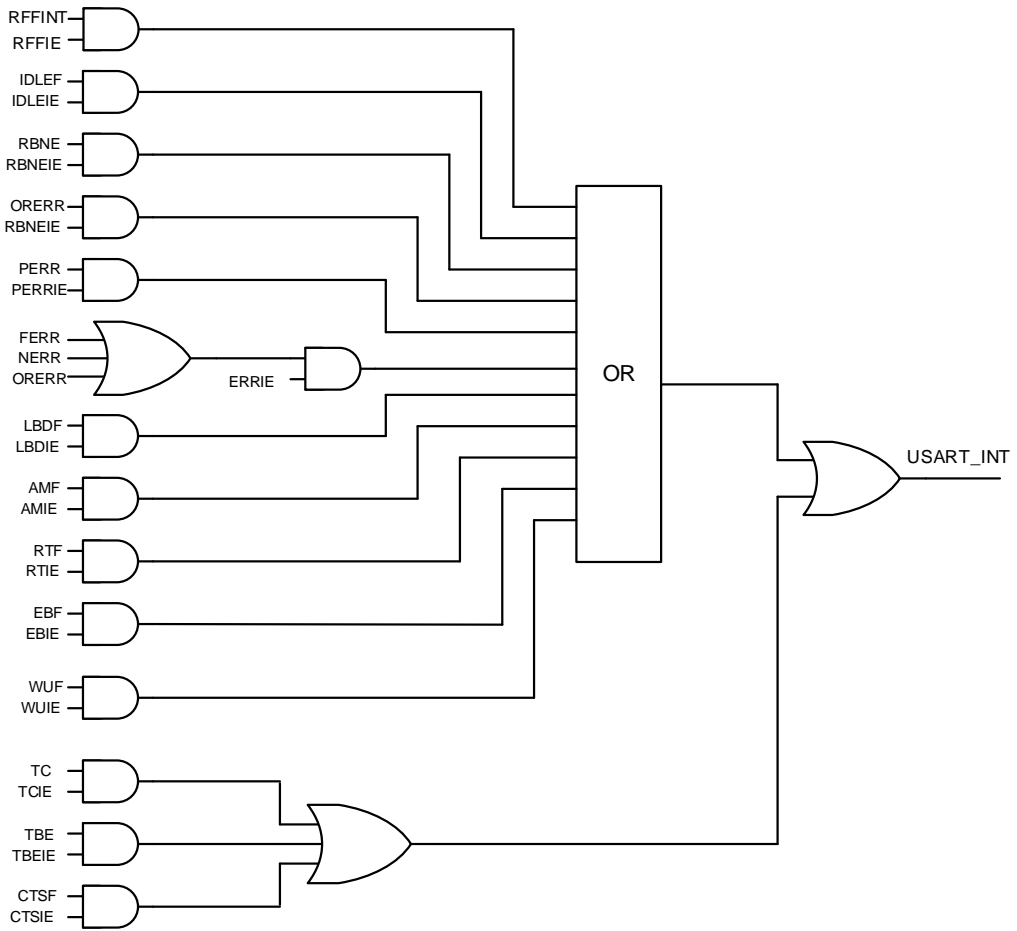 RFFINT
RFFIE
IDLEF
IDLEIE
RBNE
RBNEIE
ORERR
RBNEIE
PERR
PERRIE
FERR
NERR
ORERR
ERRIE
OR
LBDF
LBDIE
USART_INT
AMF
AMIE
RTF
RTIE
EBF
EBIE
WUF
WUIE
TC
TCIE
TBE
TBEIE
CTSF
CTSIE